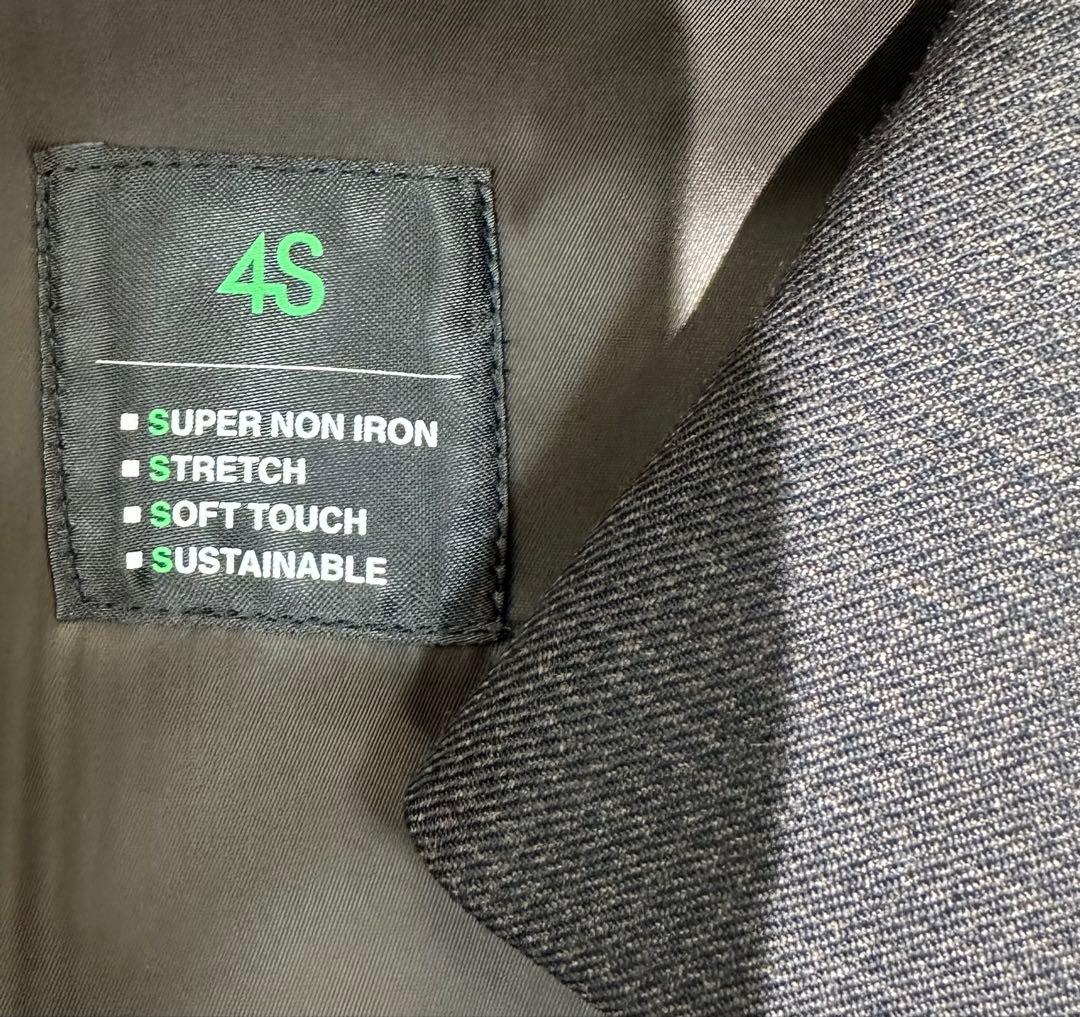 4S
SUPER NON IRON
STRETCH
SOFT TOUCH
SUSTAINABLE